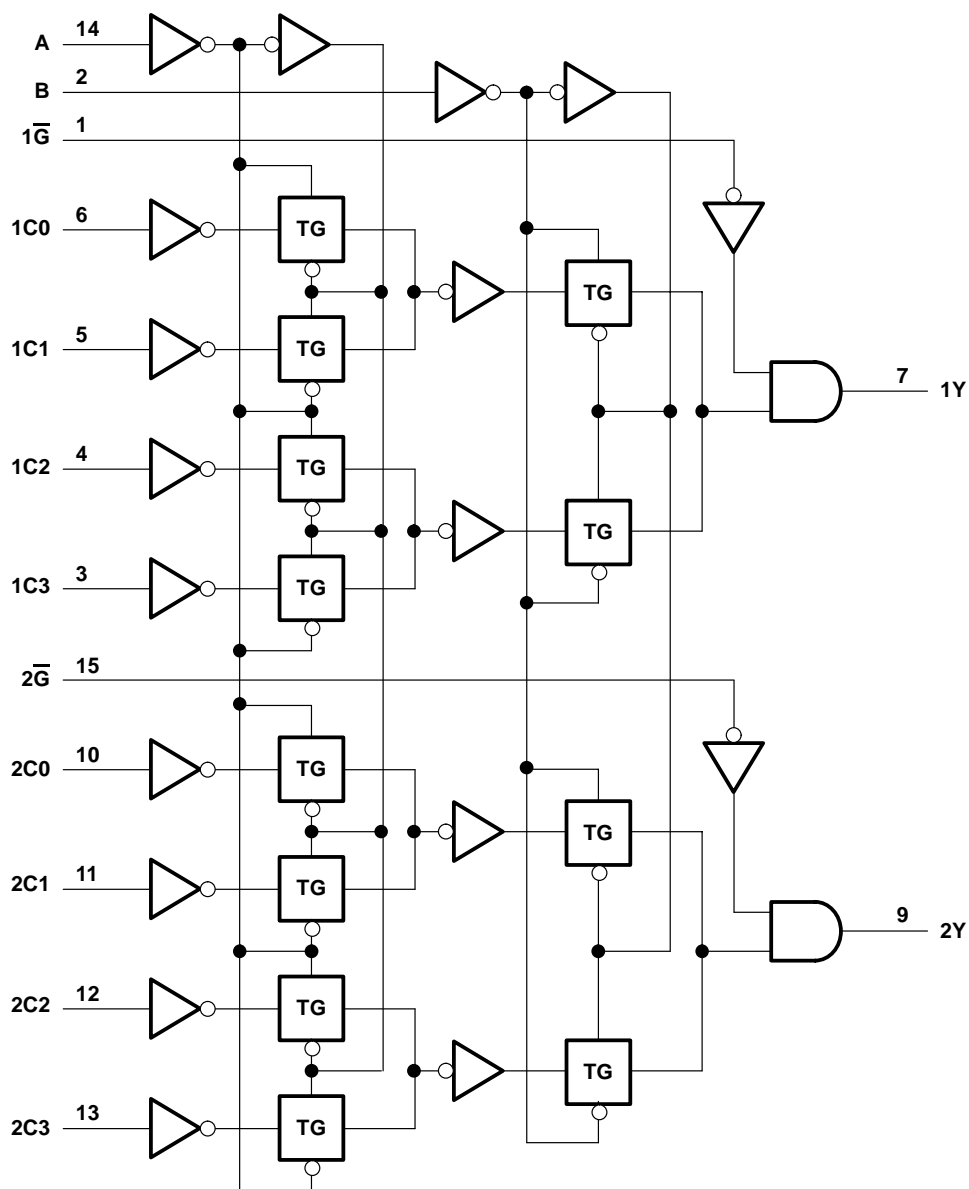 A 14
B 2
1G̅ 1
1C0 6 TG
TG
1C1 5 TG
7 1Y
1C2 4 TG
TG
1C3 3 TG
2G̅ 15
2C0 10 TG
TG
2C1 11 TG
9 2Y
2C2 12 TG
TG
2C3 13 TG